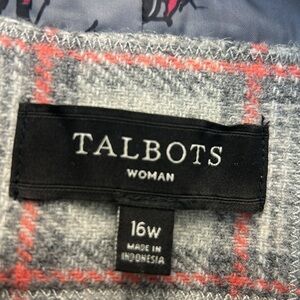 TALBOTS
WOMAN
16W
MADE IN
INDONESIA